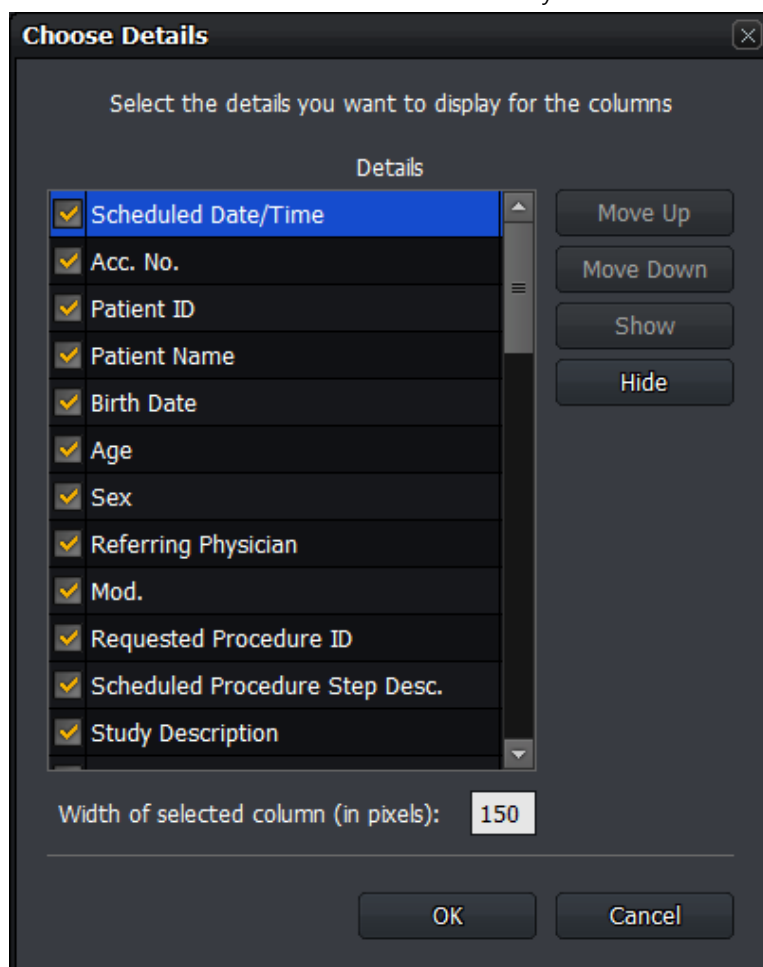 Choose Details
Select the details you want to display for the columns
Details
Scheduled Date/Time
Acc. No.
Patient ID
Patient Name
Birth Date
Age
Sex
Referring Physician
Mod.
Requested Procedure ID
Scheduled Procedure Step Desc.
Study Description
Move Up
Move Down
Show
Hide
Width of selected column (in pixels): 150
OK Cancel